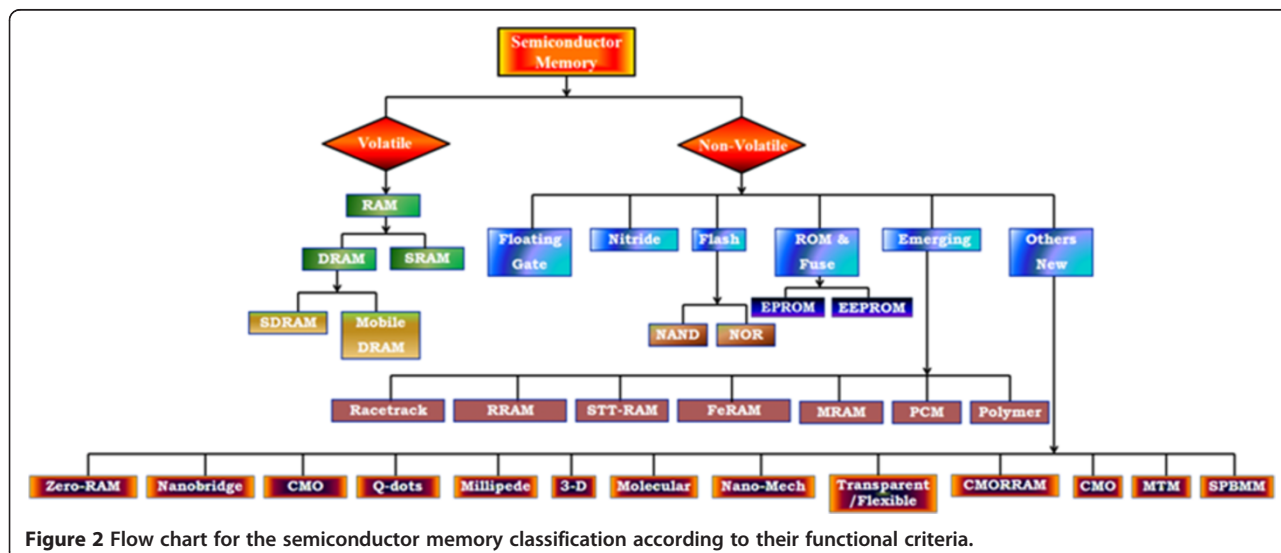 Semiconductor
Memory
Volatile
Non-Volatile
RAM
DRAM
SRAM
SDRAM
Mobile
DRAM
Floating
Gate
Nitride
Flash
ROM &
Fuse
Emerging
Others
New
NAND
NOR
EPROM
EEPROM
Racetrack
RRAM
STT-RAM
FeRAM
MRAM
PCM
Polymer
Zero-RAM
Nanobridge
CMO
Q-dots
Millipede
3-D
Molecular
Nano-Mech
Transparent
/Flexible
CMORRAM
CMO
MTM
SPBMM
Figure 2 Flow chart for the semiconductor memory classification according to their functional criteria.